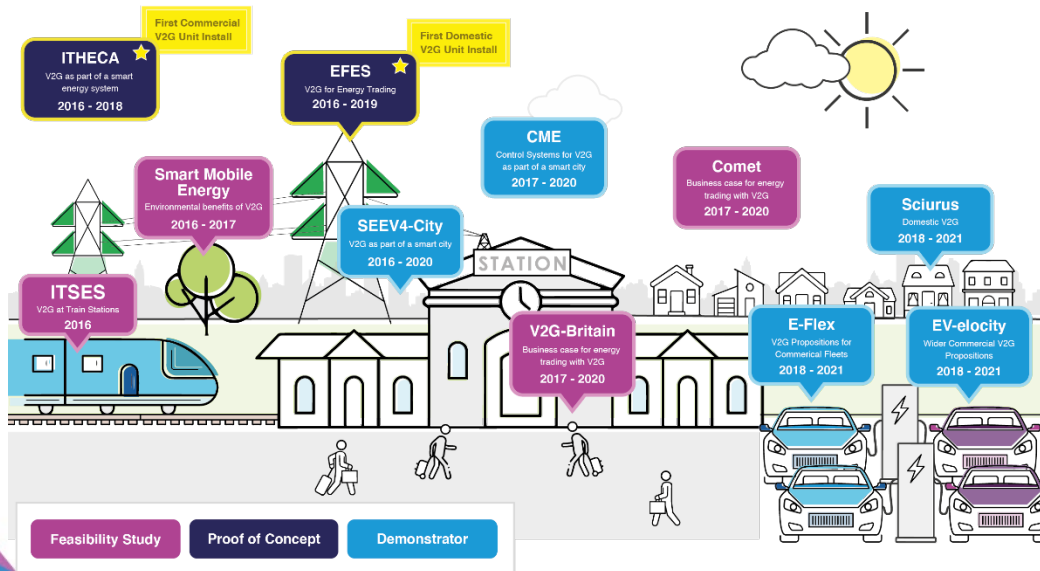 First Commercial
V2G Unit Install
ITHECA
V2G as part of a smart
energy system
2016 - 2018
First Domestic
V2G Unit Install
EFES
V2G for Energy Trading
2016 - 2019
CME
Control Systems for V2G
as part of a smart city
2017 - 2020
Smart Mobile
Energy
Environmental benefits of V2G
2016 - 2017
Comet
Business case for energy
trading with V2G
2017 - 2020
Sciurus
Domestic V2G
2018 - 2021
SEEV4-City
V2G as part of a smart city
2016 - 2020
STATION
ITSES
V2G at Train Stations
2016
V2G-Britain
Business case for energy
trading with V2G
2017 - 2020
E-Flex
V2G Propositions for
Commerical Fleets
2018 - 2021
EV-elocity
Wider Commercial V2G
Propositions
2018 - 2021
Feasibility Study
Proof of Concept
Demonstrator